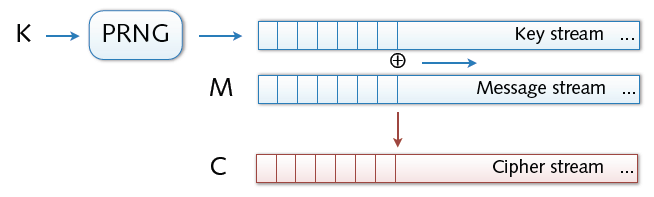 K PRNG Key stream ...
⊕
M Message stream ...
C Cipher stream ...